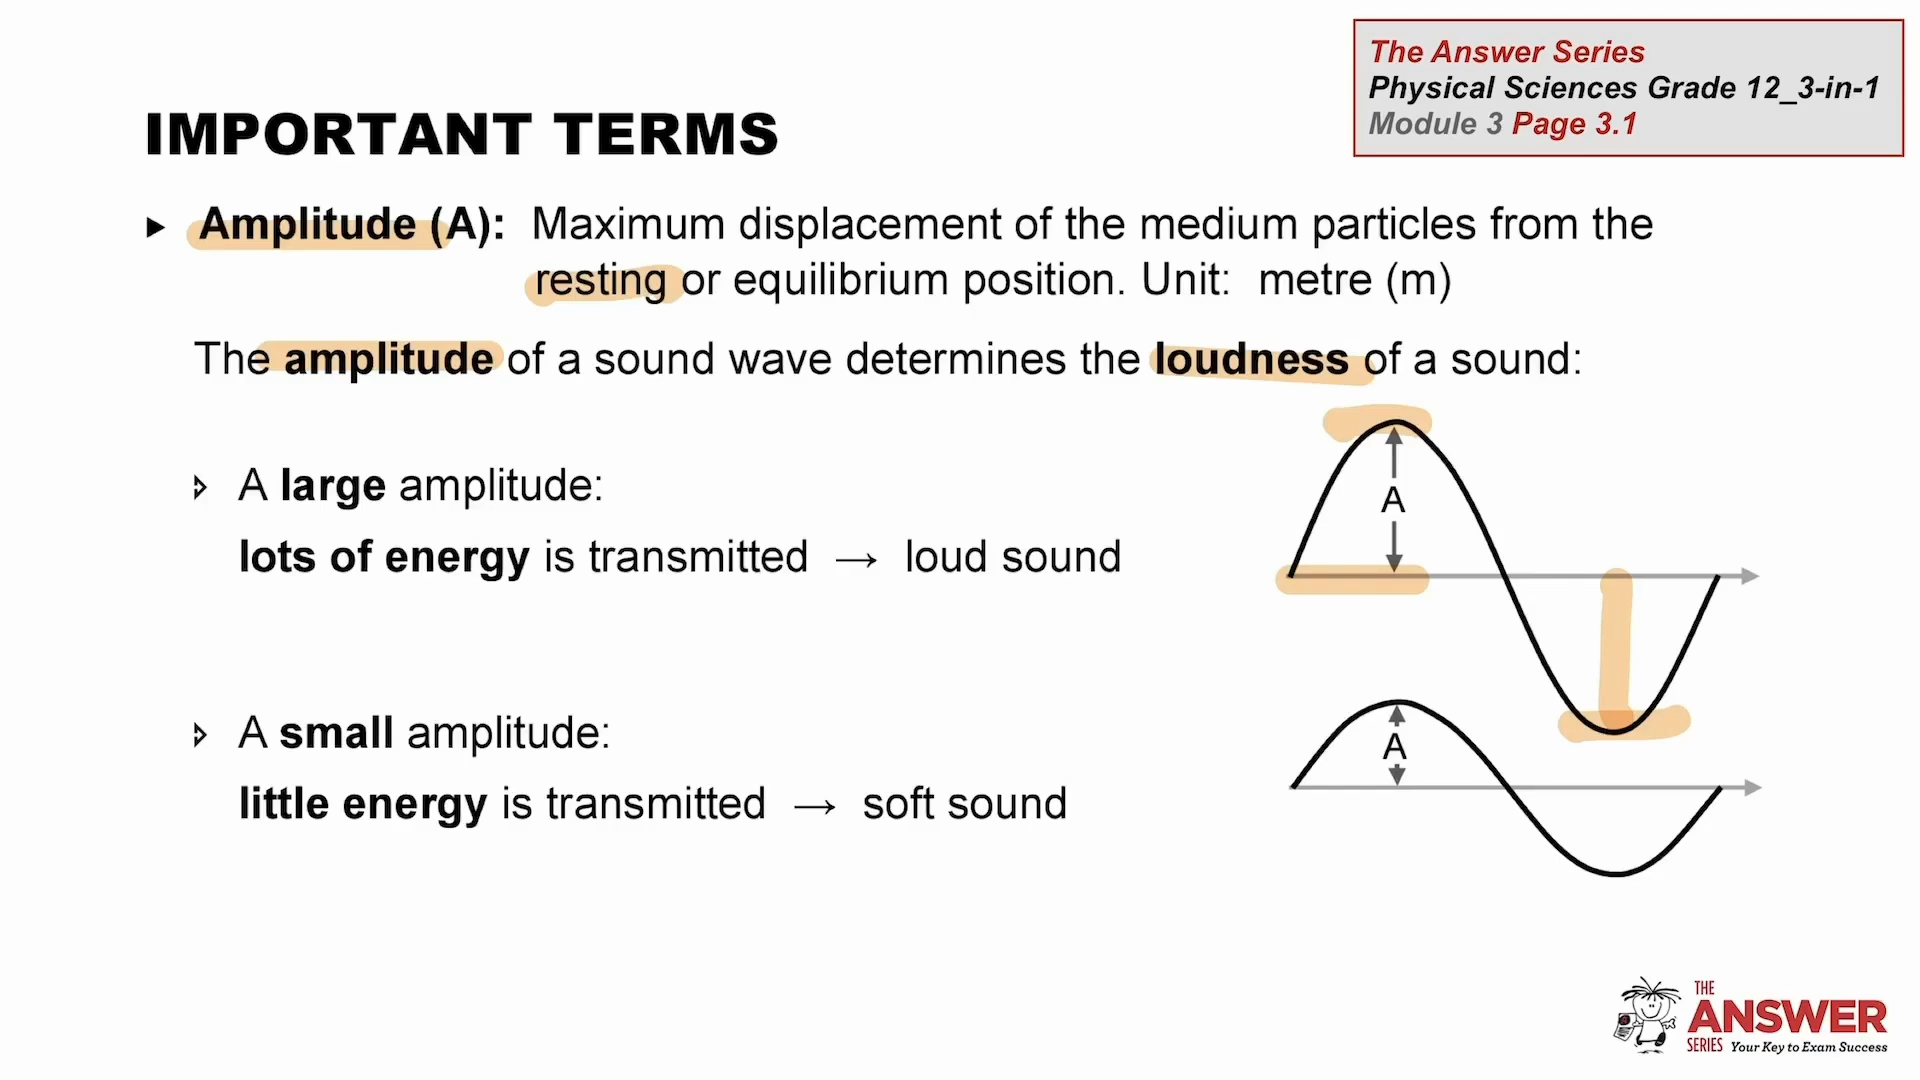 The Answer Series
Physical Sciences Grade 12_3-in-1
Module 3 Page 3.1
IMPORTANT TERMS
Amplitude (A): Maximum displacement of the medium particles from the
resting or equilibrium position. Unit: metre (m)
The amplitude of a sound wave determines the loudness of a sound:
A large amplitude:
lots of energy is transmitted → loud sound
A
A small amplitude:
little energy is transmitted → soft sound
A
THE
ANSWER
SERIES Your Key to Exam Success